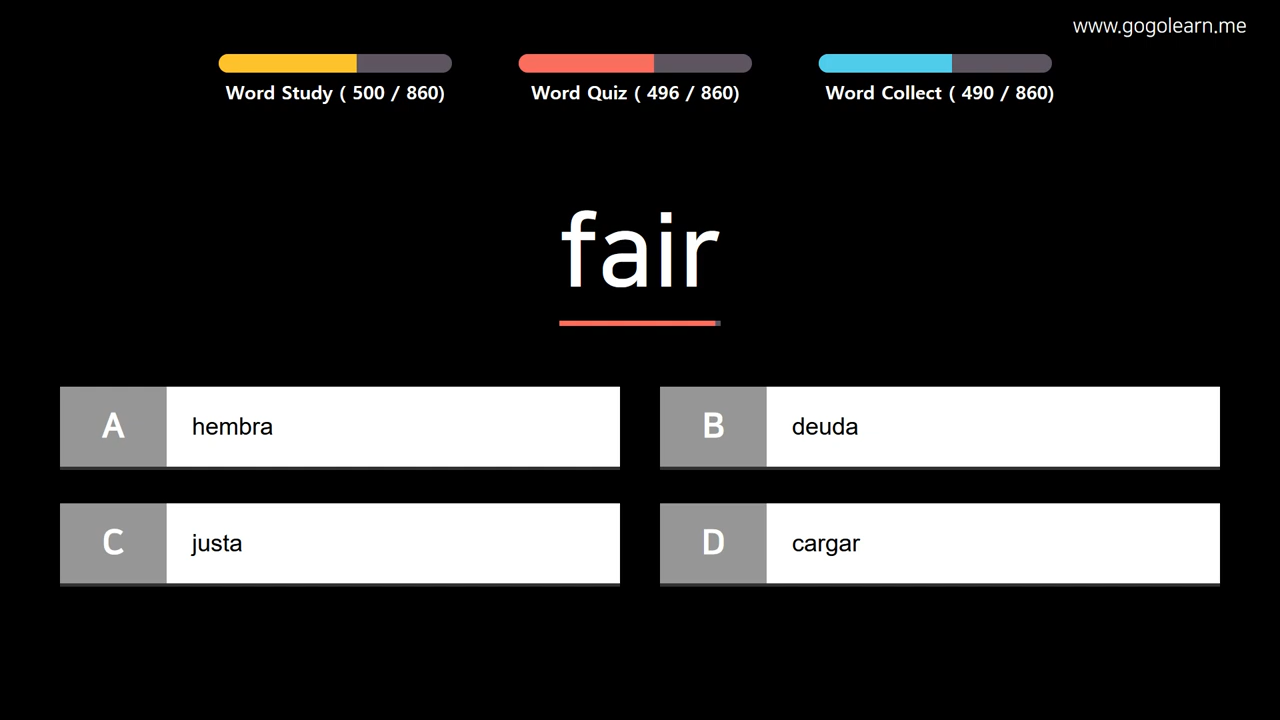 www.gogolearn.me
Word Study ( 500 / 860)
Word Quiz ( 496 / 860)
Word Collect ( 490 / 860)
fair
A hembra
B deuda
C justa
D cargar